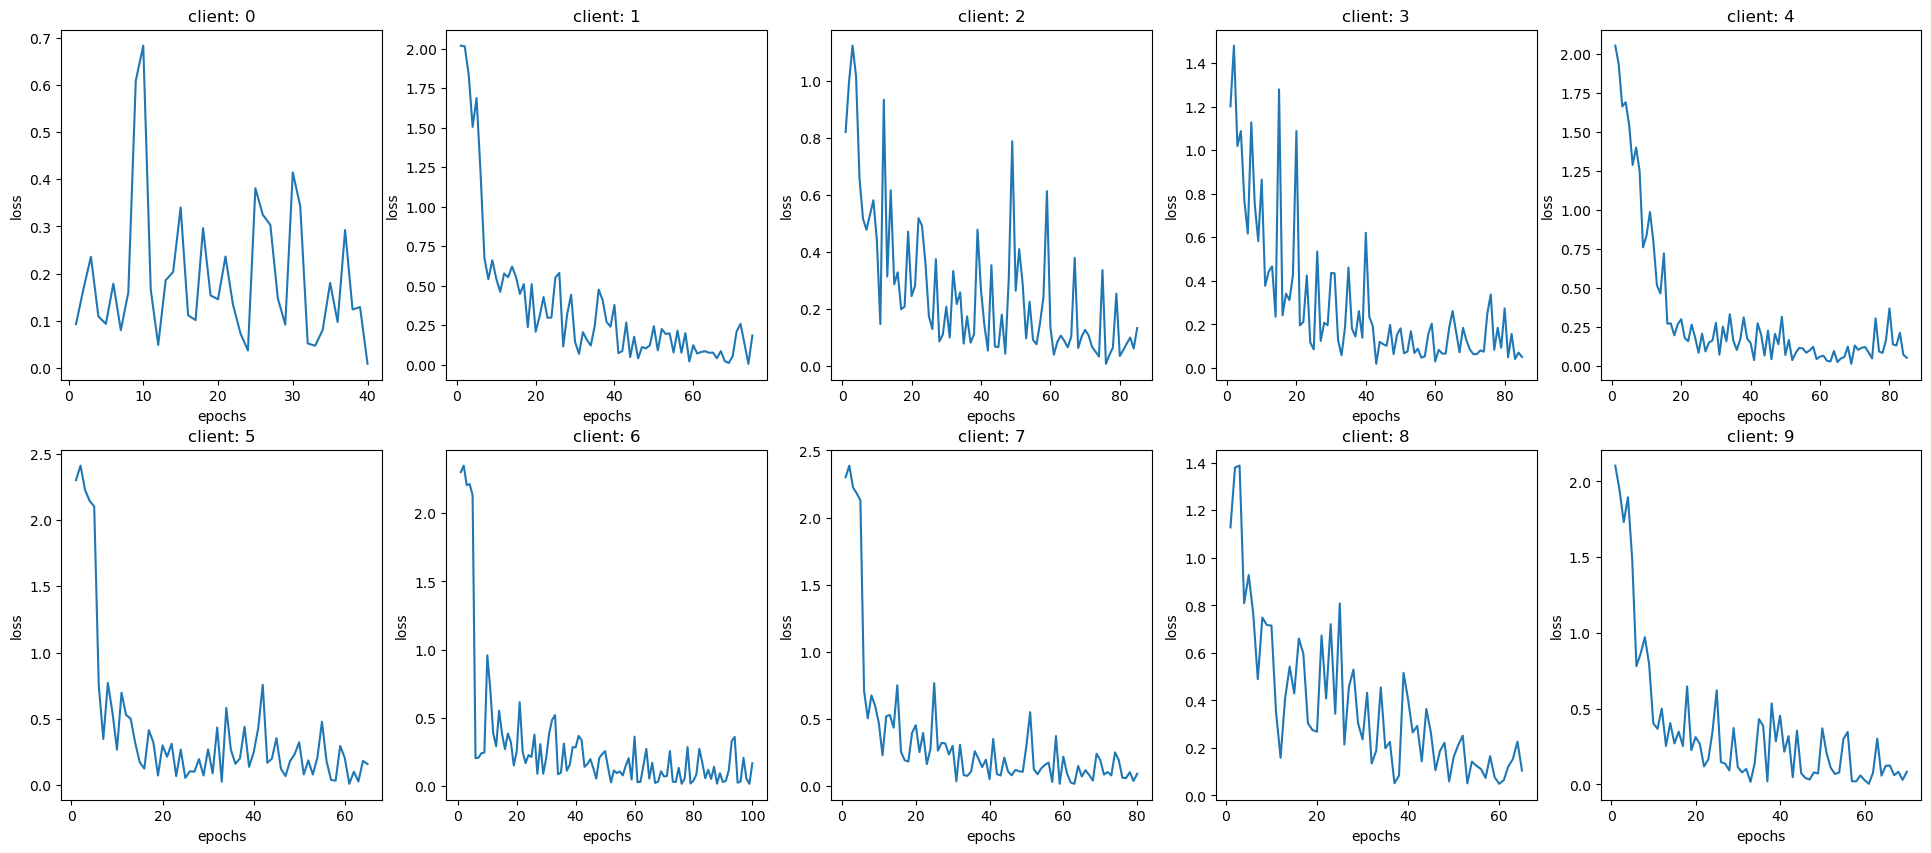 client: 0
0.7
0.6
0.5
0.4
0.3
0.2
0.1
0.0
loss
0 10 20 30 40
epochs
client: 1
2.00
1.75
1.50
1.25
1.00
0.75
0.50
0.25
0.00
loss
0 20 40 60
epochs
client: 2
1.0
0.8
0.6
0.4
0.2
0.0
loss
0 20 40 60 80
epochs
client: 3
1.4
1.2
1.0
0.8
0.6
0.4
0.2
0.0
loss
0 20 40 60 80
epochs
client: 4
2.00
1.75
1.50
1.25
1.00
0.75
0.50
0.25
0.00
loss
0 20 40 60 80
epochs
client: 5
2.5
2.0
1.5
1.0
0.5
0.0
loss
0 20 40 60
epochs
client: 6
2.0
1.5
1.0
0.5
0.0
loss
0 20 40 60 80 100
epochs
client: 7
2.5
2.0
1.5
1.0
0.5
0.0
loss
0 20 40 60 80
epochs
client: 8
1.4
1.2
1.0
0.8
0.6
0.4
0.2
0.0
loss
0 20 40 60
epochs
client: 9
2.0
1.5
1.0
0.5
0.0
loss
0 20 40 60
epochs